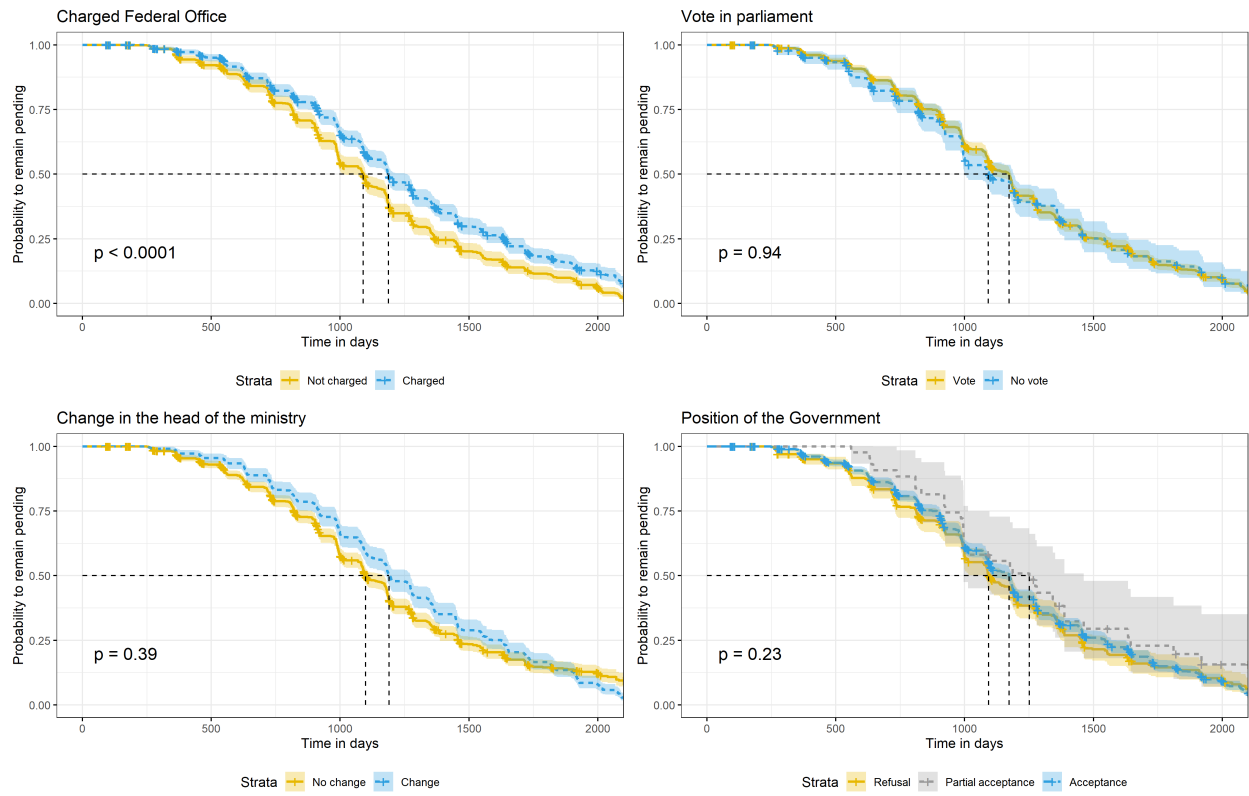 Charged Federal Office
Probability to remain pending
1.00
0.75
0.50
0.25
0.00
p < 0.0001
0 500 1000 1500 2000
Time in days
Strata Not charged Charged
Vote in parliament
Probability to remain pending
1.00
0.75
0.50
0.25
0.00
p = 0.94
0 500 1000 1500 2000
Time in days
Strata Vote No vote
Change in the head of the ministry
Probability to remain pending
1.00
0.75
0.50
0.25
0.00
p = 0.39
0 500 1000 1500 2000
Time in days
Strata No change Change
Position of the Government
Probability to remain pending
1.00
0.75
0.50
0.25
0.00
p = 0.23
0 500 1000 1500 2000
Time in days
Strata Refusal Partial acceptance Acceptance